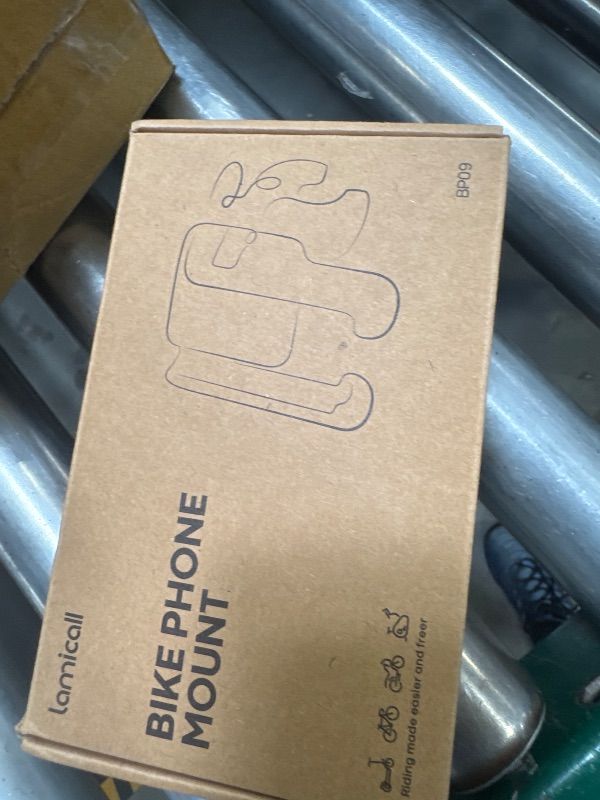 lamicall
BIKE PHONE
MOUNT
BP09
Riding made easier and freer